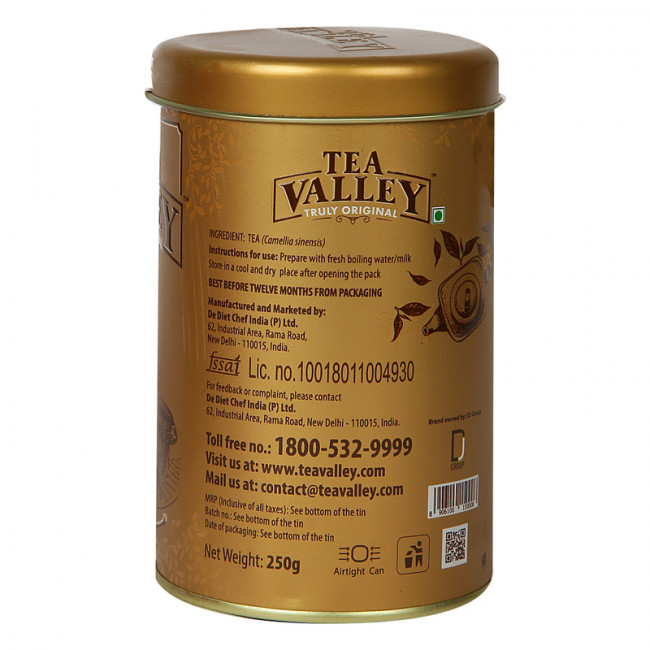 TEA
VALLEY
TEA
VALLEY™
TRULY ORIGINAL
VALLEY™
INGREDIENT: TEA (Camellia sinensis)
Instructions for use: Prepare with fresh boiling water/milk
Store in a cool and dry place after opening the pack
BEST BEFORE TWELVE MONTHS FROM PACKAGING
Manufactured and Marketed by:
De Diet Chef India (P) Ltd.
62, Industrial Area, Rama Road,
New Delhi - 110015, India.
fssai Lic. no.10018011004930
For feedback or complaint, please contact
De Diet Chef India (P) Ltd.
62, Industrial Area, Rama Road, New Delhi - 110015, India.
Brand owned by:
D GROUP
Toll free no.: 1800-532-9999
Visit us at: www.teavalley.com
Mail us at: contact@teavalley.com
MRP (Inclusive of all taxes): See bottom of the tin
Batch no.: See bottom of the tin
Date of packaging: See bottom of the tin
Net Weight: 250g
Airtight Can